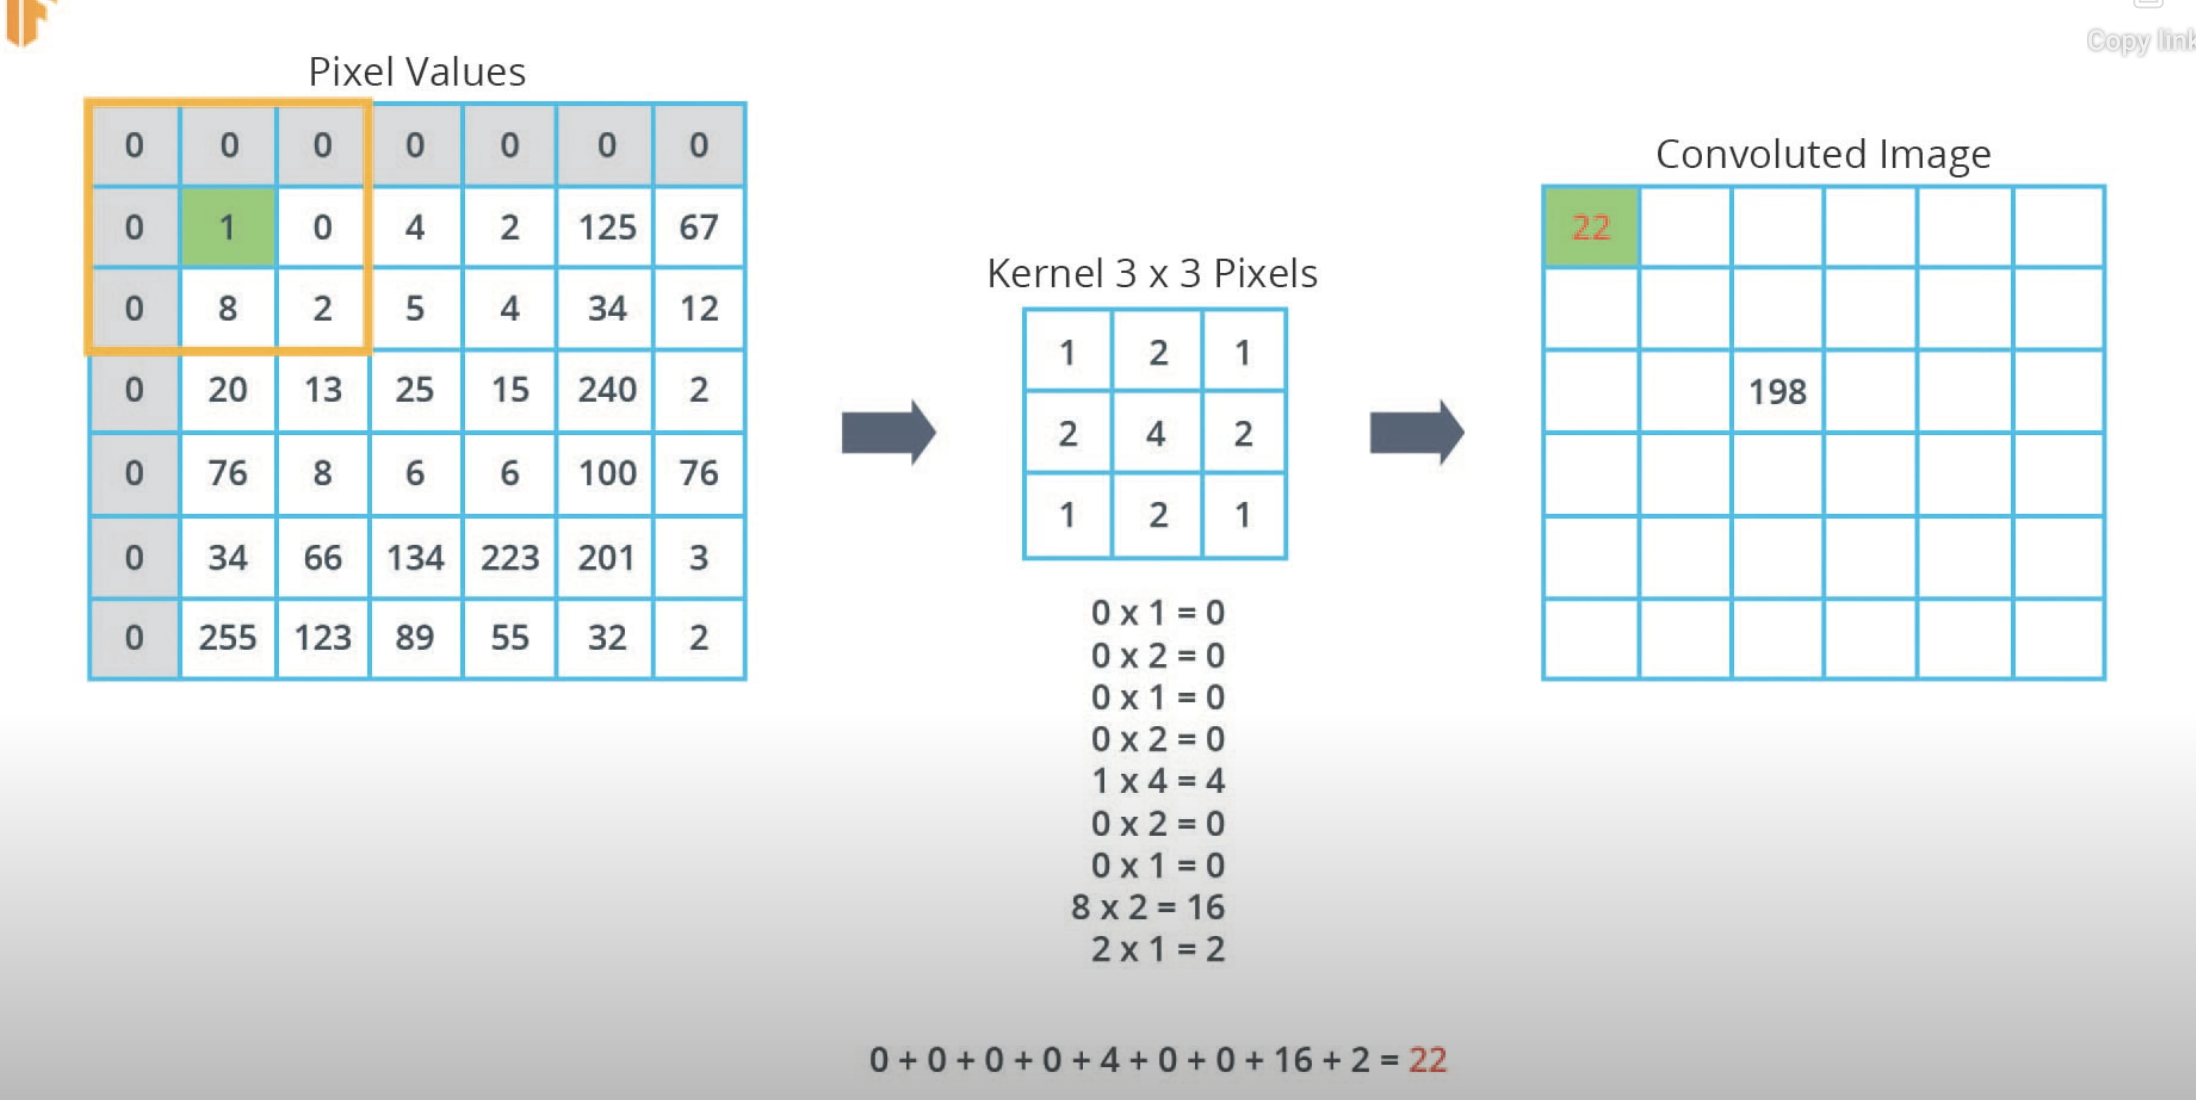 Copy link
Pixel Values
0 0 0 0 0 0 0
0 1 0 4 2 125 67
0 8 2 5 4 34 12
0 20 13 25 15 240 2
0 76 8 6 6 100 76
0 34 66 134 223 201 3
0 255 123 89 55 32 2
Kernel 3 x 3 Pixels
1 2 1
2 4 2
1 2 1
0 x 1 = 0
0 x 2 = 0
0 x 1 = 0
0 x 2 = 0
1 x 4 = 4
0 x 2 = 0
0 x 1 = 0
8 x 2 = 16
2 x 1 = 2
0 + 0 + 0 + 0 + 4 + 0 + 0 + 16 + 2 = 22
Convoluted Image
22
198